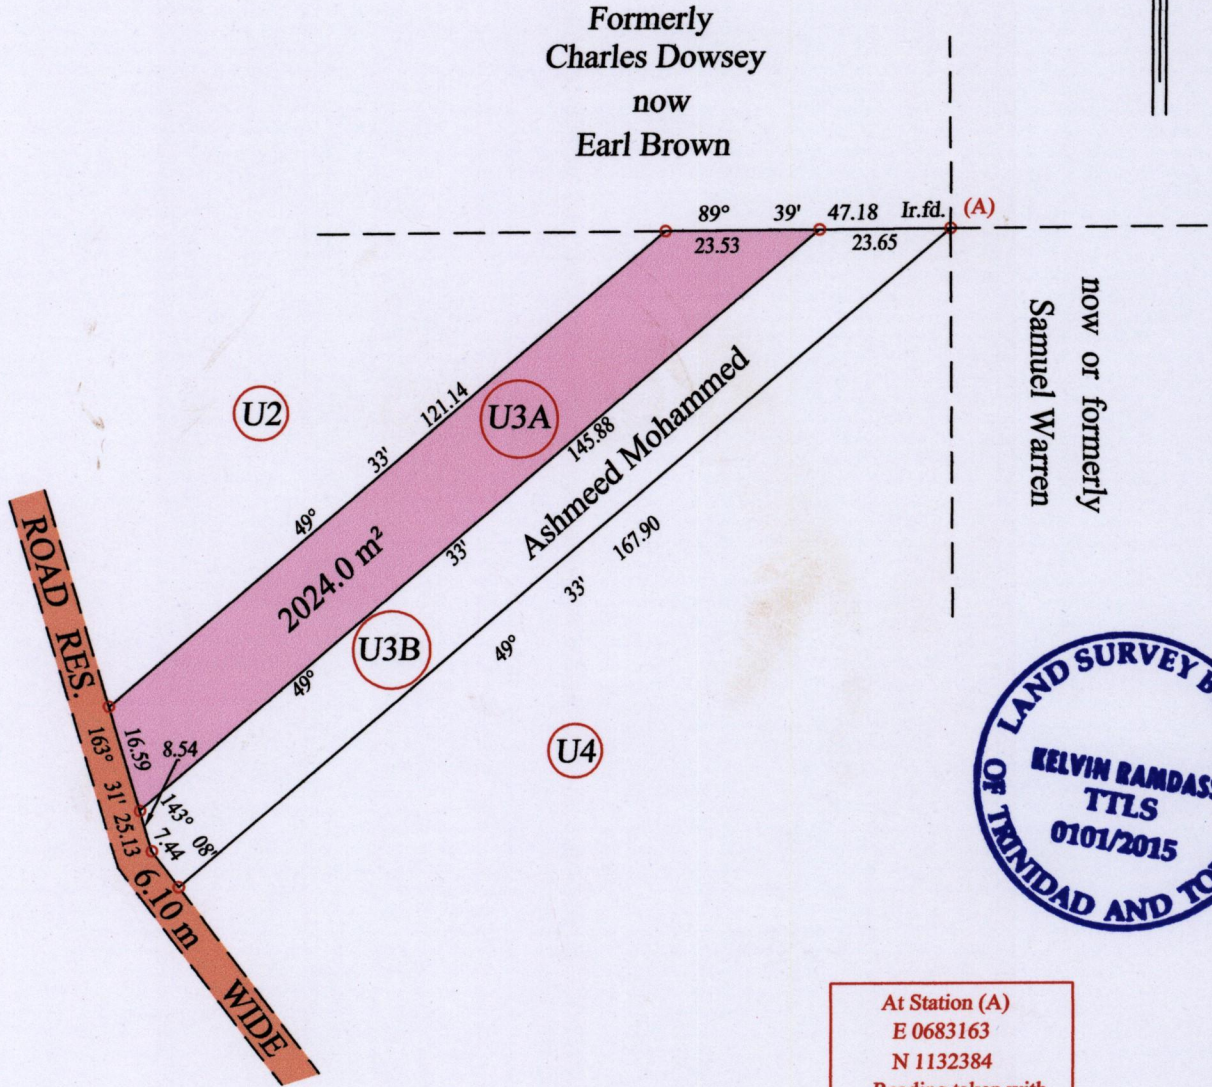 Formerly
Charles Dowsey
now
Earl Brown
89° 39' 47.18 Ir.fd. (A)
23.53 23.65
now or formerly
Samuel Warren
U2
49° 33' 121.14
U3A
2024.0 m²
49° 33' 145.88
Ashmeed Mohammed
U3B
49° 33' 167.90
U4
ROAD RES.
6.10 m WIDE
163° 31' 25.13
16.59
8.54
143° 08'
7.44
LAND SURVEY
OF TRINIDAD AND
KELVIN RAMDASS
TTLS
0101/2015
At Station (A)
E 0683163
N 1132384
Reading taken with